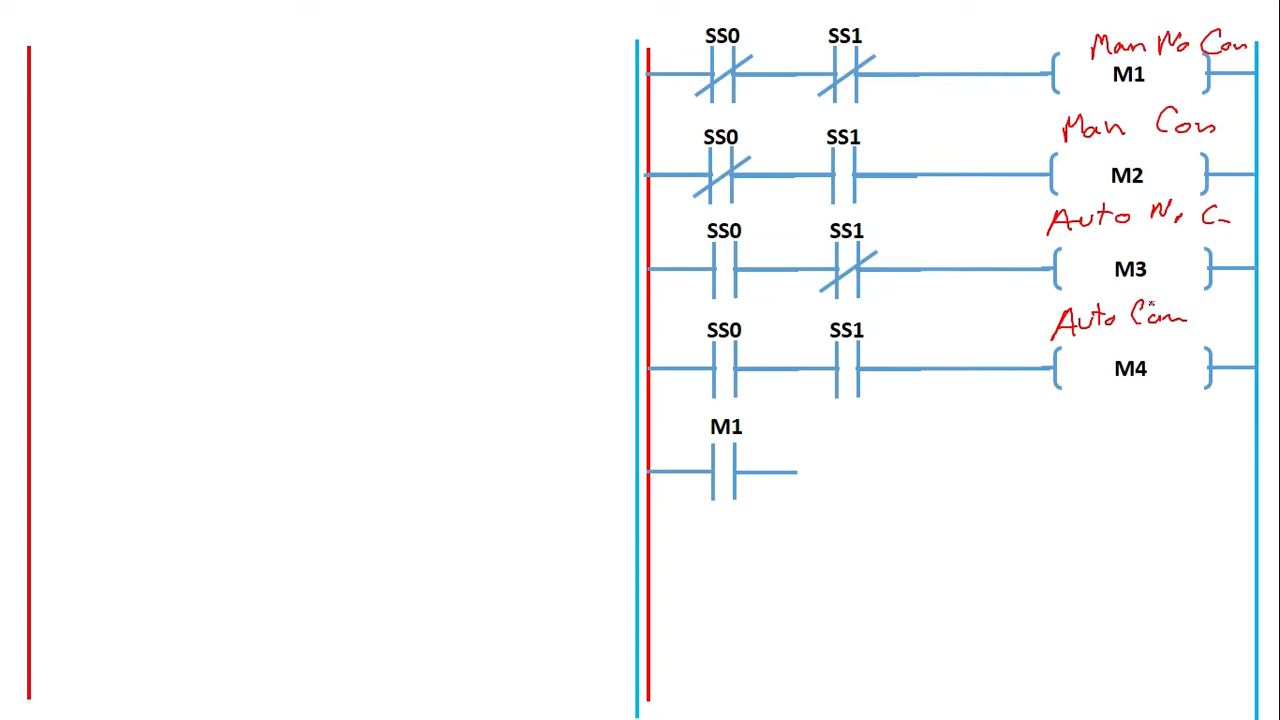 SS0 SS1 Man No Con
M1
SS0 SS1 Man Con
M2
SS0 SS1 Auto No C
M3
SS0 SS1 Auto Con
M4
M1